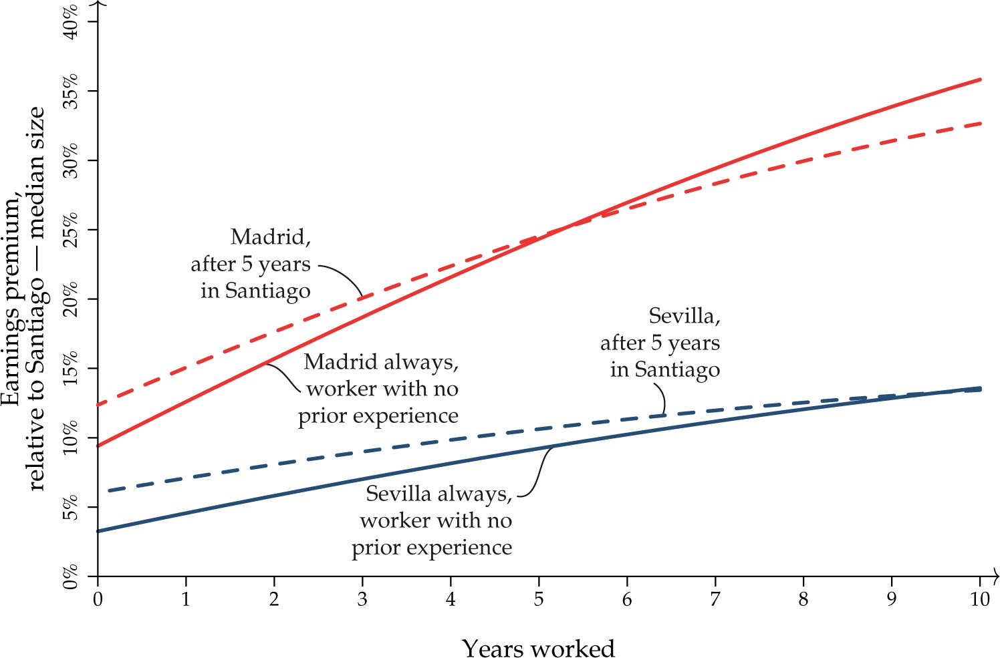 Earnings premium,
relative to Santiago — median size
40%
35%
30%
25%
20%
15%
10%
5%
0%
Madrid,
after 5 years
in Santiago
Madrid always,
worker with no
prior experience
Sevilla,
after 5 years
in Santiago
Sevilla always,
worker with no
prior experience
0 1 2 3 4 5 6 7 8 9 10
Years worked